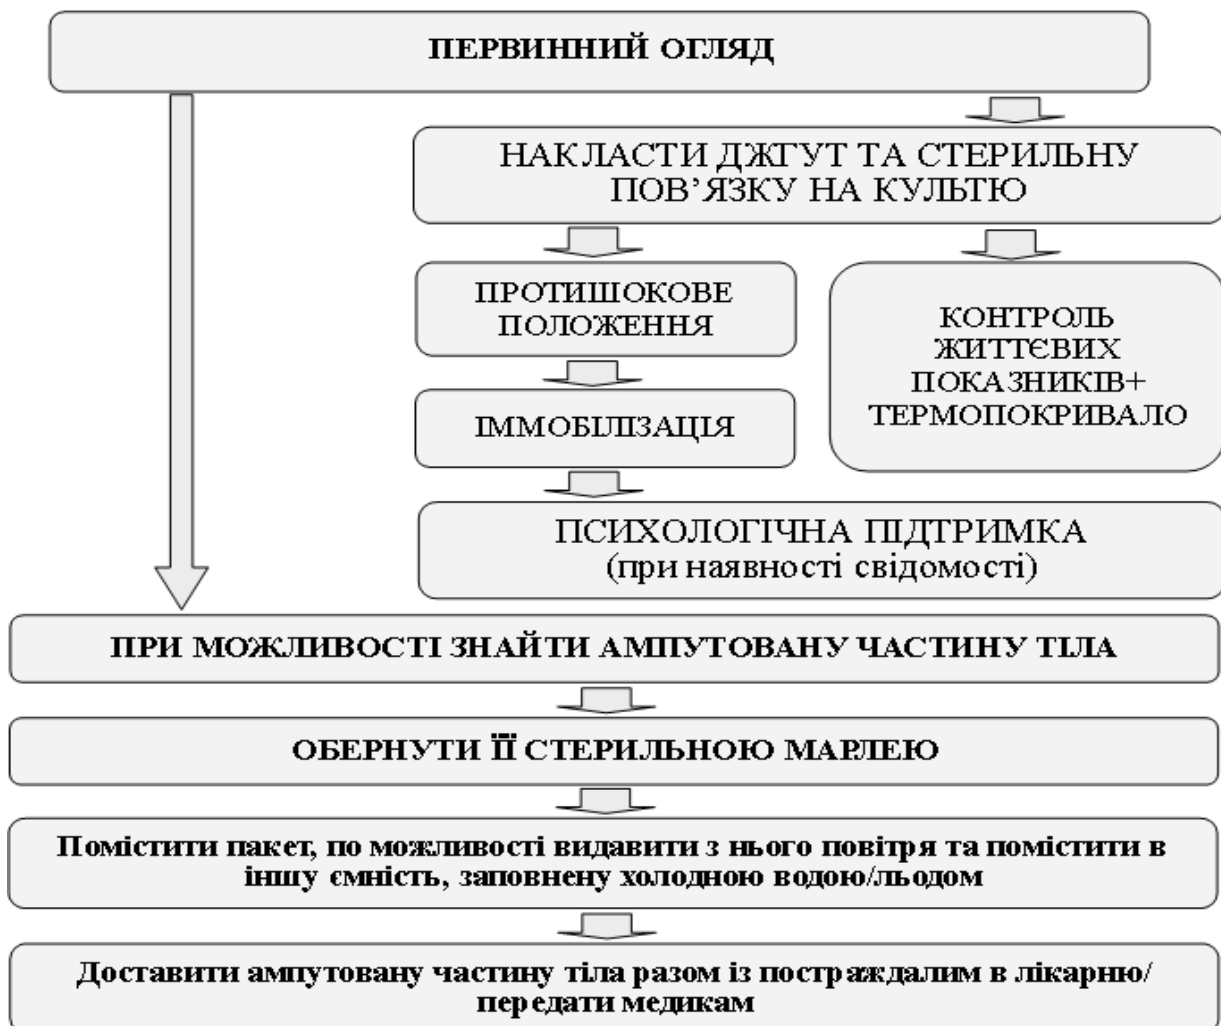 ПЕРВИННИЙ ОГЛЯД
НАКЛАСТИ ДЖГУТ ТА СТЕРИЛЬНУ
ПОВ’ЯЗКУ НА КУЛЬТЮ
ПРОТИШОКОВЕ
ПОЛОЖЕННЯ
КОНТРОЛЬ
ЖИТТЄВИХ
ПОКАЗНИКІВ+
ТЕРМОПОКРИВАЛО
ІММОБІЛІЗАЦІЯ
ПСИХОЛОГІЧНА ПІДТРИМКА
(при наявності свідомості)
ПРИ МОЖЛИВОСТІ ЗНАЙТИ АМПУТОВАНУ ЧАСТИНУ ТІЛА
ОБЕРНУТИ ЇЇ СТЕРИЛЬНОЮ МАРЛЕЮ
Помістити пакет, по можливості видавити з нього повітря та помістити в
іншу ємність, заповнену холодною водою/льодом
Доставити ампутовану частину тіла разом із постраждалим в лікарню/
передати медикам